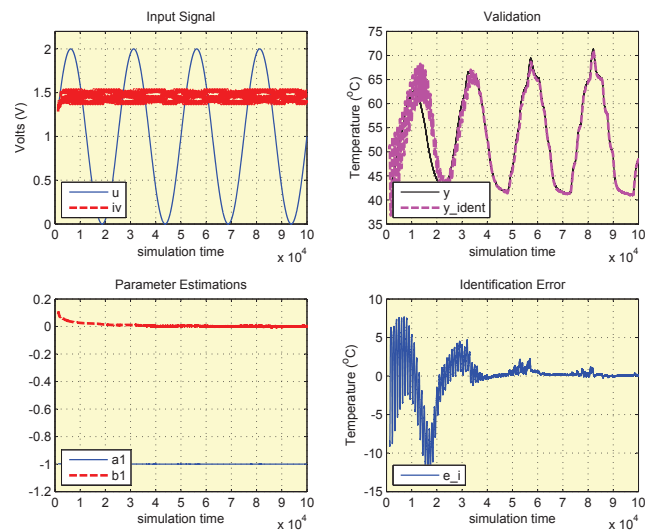 Input Signal
Volts (V)
2
1.5
1
0.5
0
u
iv
0 1 2 3 4 5 6 7 8 9 10
simulation time
x 10^4
Validation
Temperature (°C)
75
70
65
60
55
50
45
40
35
y
y_ident
0 1 2 3 4 5 6 7 8 9 10
simulation time
x 10^4
Parameter Estimations
0.2
0
-0.2
-0.4
-0.6
-0.8
-1
-1.2
a1
b1
0 1 2 3 4 5 6 7 8 9 10
simulation time
x 10^4
Identification Error
Temperature (°C)
10
5
0
-5
-10
-15
e_i
0 1 2 3 4 5 6 7 8 9 10
simulation time
x 10^4